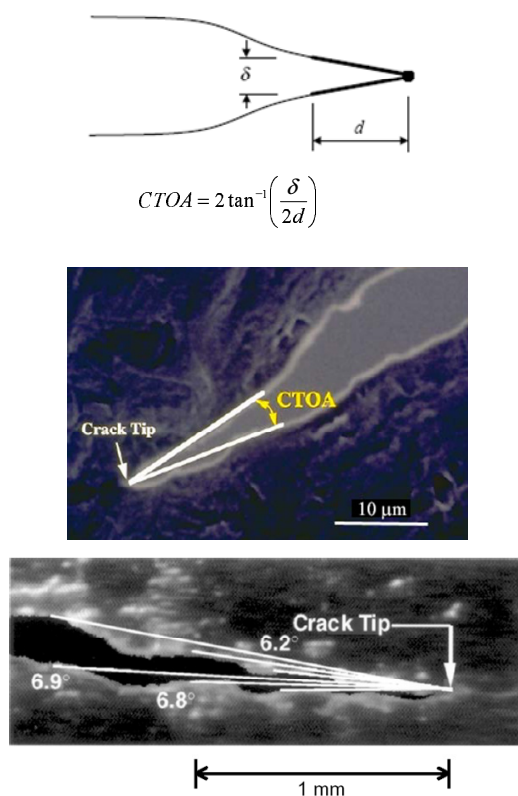 δ
d
CTOA = 2 tan⁻¹(δ/2d)
CTOA
Crack Tip
10 μm
Crack Tip
6.2°
6.9°
6.8°
1 mm